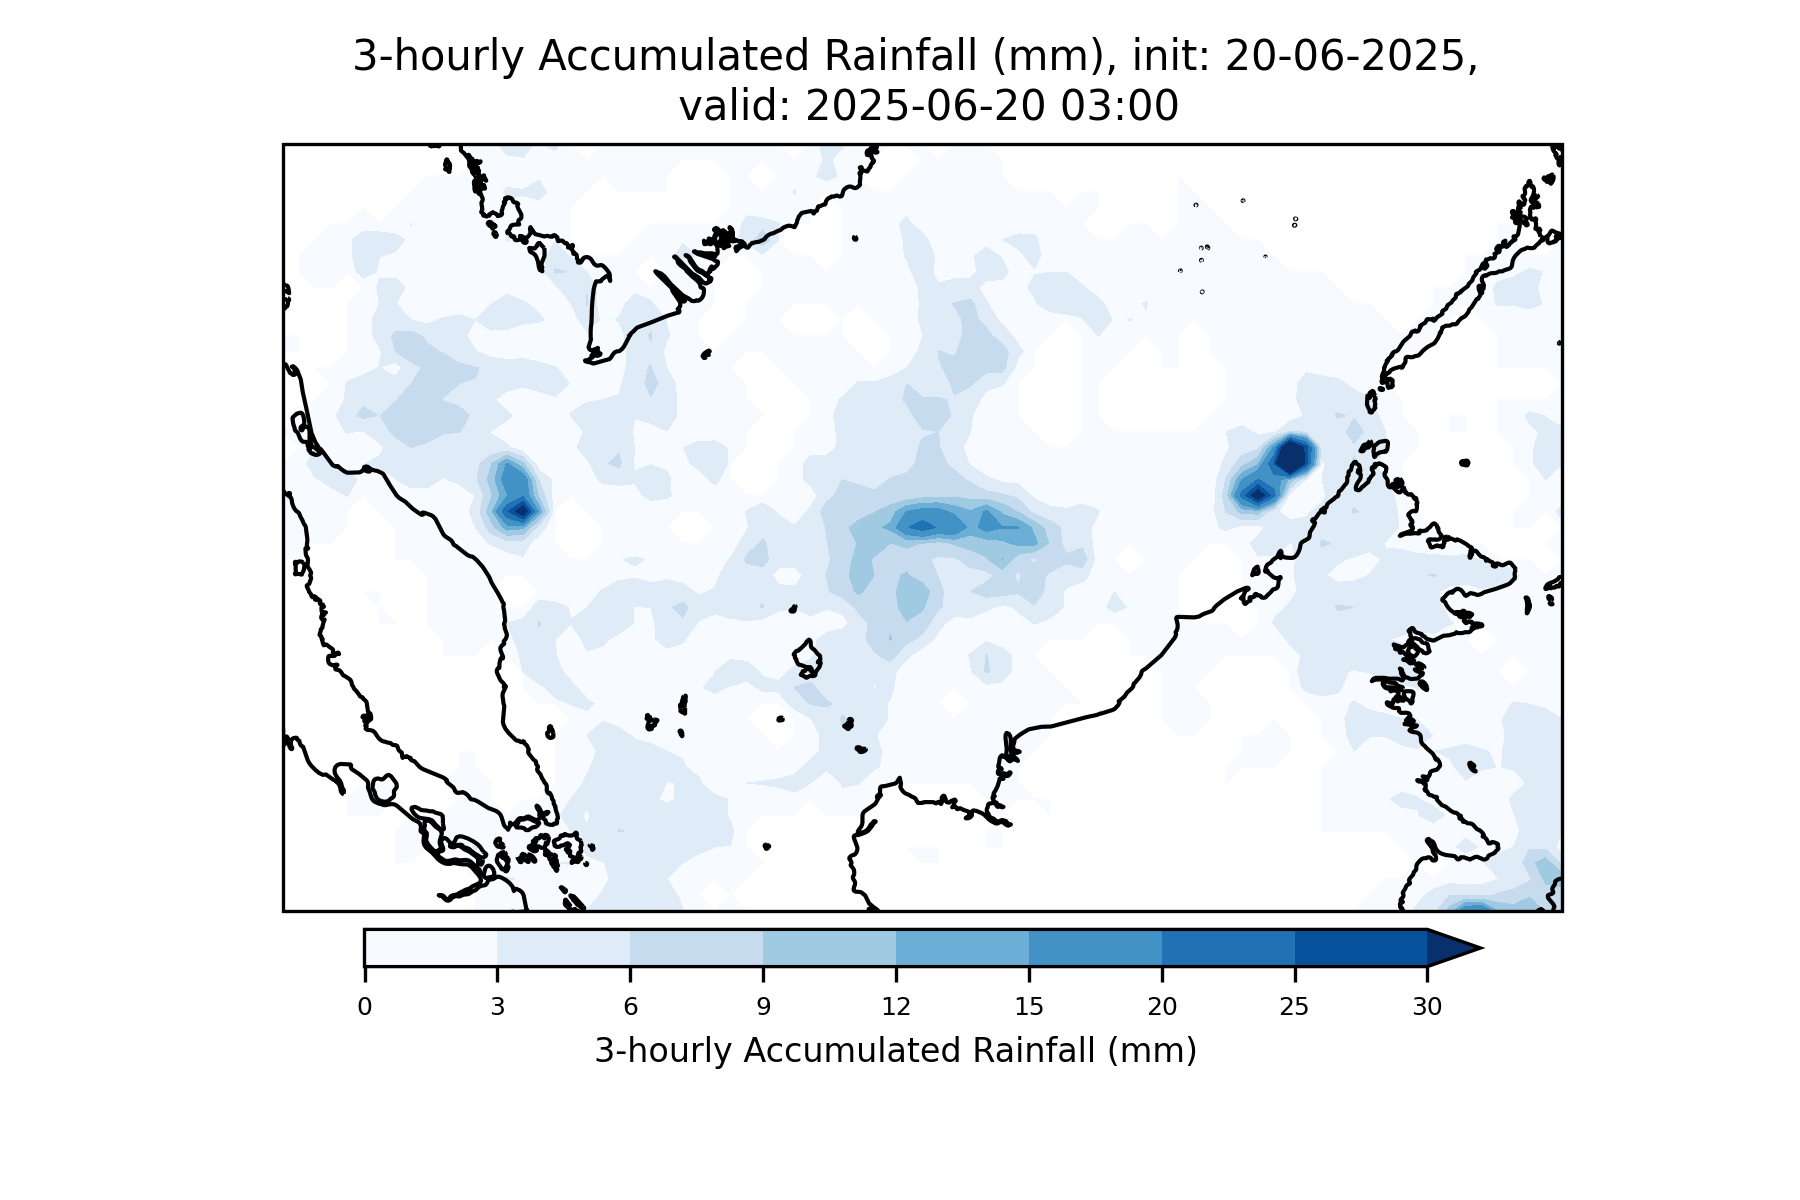 3-hourly Accumulated Rainfall (mm), init: 20-06-2025,
valid: 2025-06-20 03:00
0 3 6 9 12 15 20 25 30
3-hourly Accumulated Rainfall (mm)